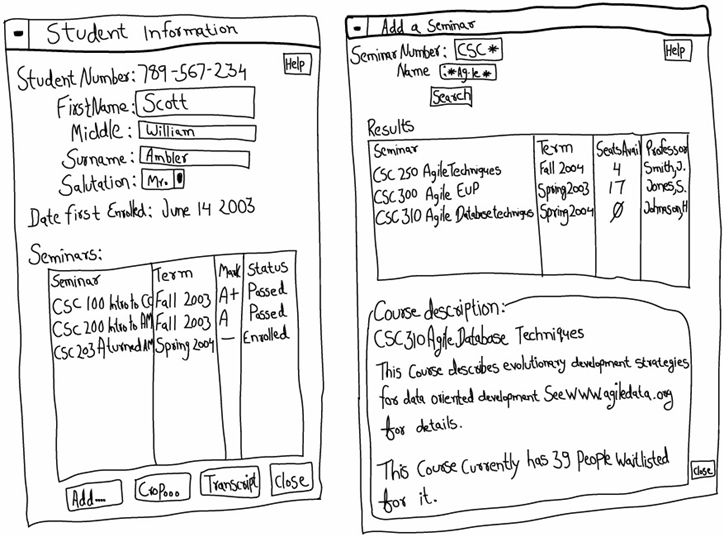 Student Information
Help
Student Number: 789-567-234
First Name: Scott
Middle: William
Surname: Ambler
Salutation: Mr.
Date First Enrolled: June 14 2003
Seminars:
Seminar Term Mark Status
CSC 100 Intro to CC Fall 2003 A+ Passed
CSC 200 Intro to AM Fall 2003 A Passed
CSC 203 Aturned AM Spring 2004 — Enrolled
Add.... Crop... Transcript Close
Add a Seminar
Seminar Number: CSC*
Help
Name :*Agile*
Search
Results
Seminar Term Seats Avail Professor
CSC 250 Agile Techniques Fall 2004 4 Smith, J.
CSC 300 Agile EUP Spring 2003 17 Jones, S.
CSC 310 Agile Database techniques Spring 2004 0 Johnson, H
Course description:
CSC 310 Agile Database Techniques
This Course describes evolutionary development strategies
for data oriented development See WWW.agiledata.org
for details.
This Course Currently has 39 People Waitlisted
for it.
Close